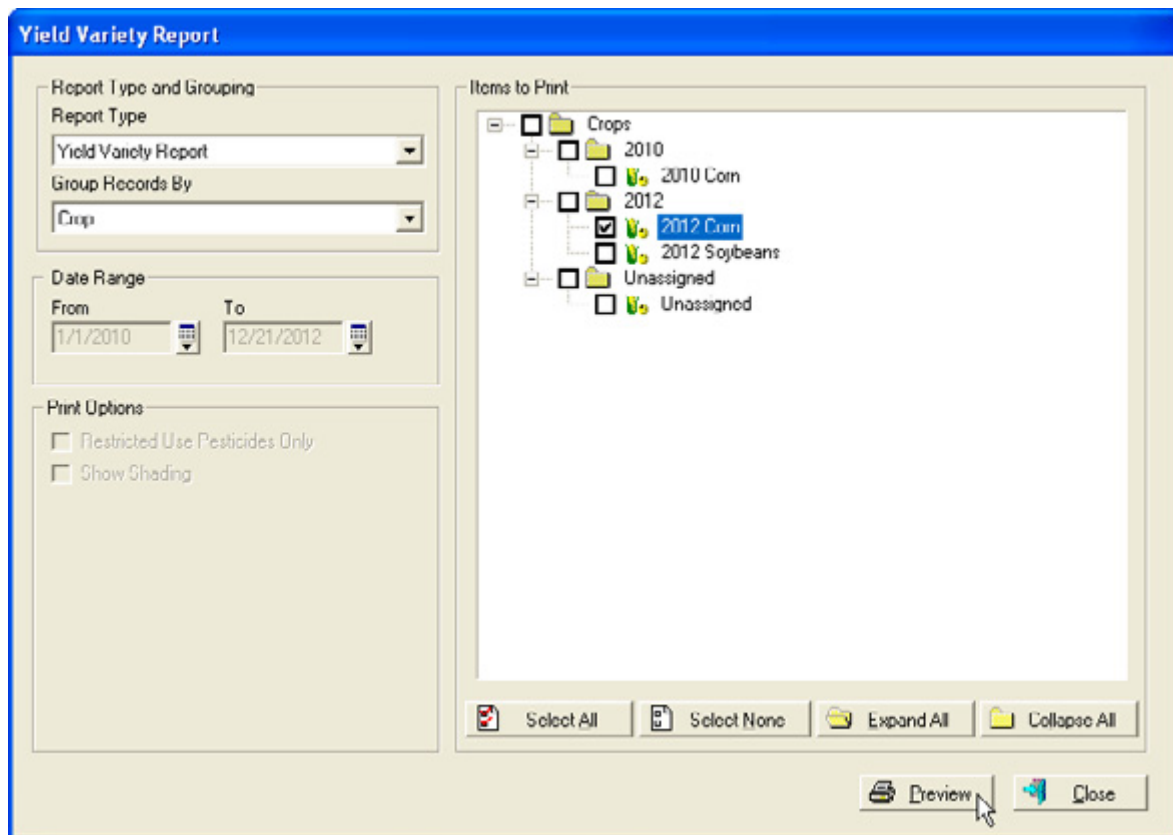 Yield Variety Report
Report Type and Grouping
Report Type
Yield Variety Report
Group Records By
Crop
Date Range
From To
1/1/2010 12/21/2012
Print Options
Restricted Use Pesticides Only
Show Shading
Items to Print
Crops
2010
2010 Corn
2012
2012 Corn
2012 Soybeans
Unassigned
Unassigned
Select All Select None Expand All Collapse All
Preview Close